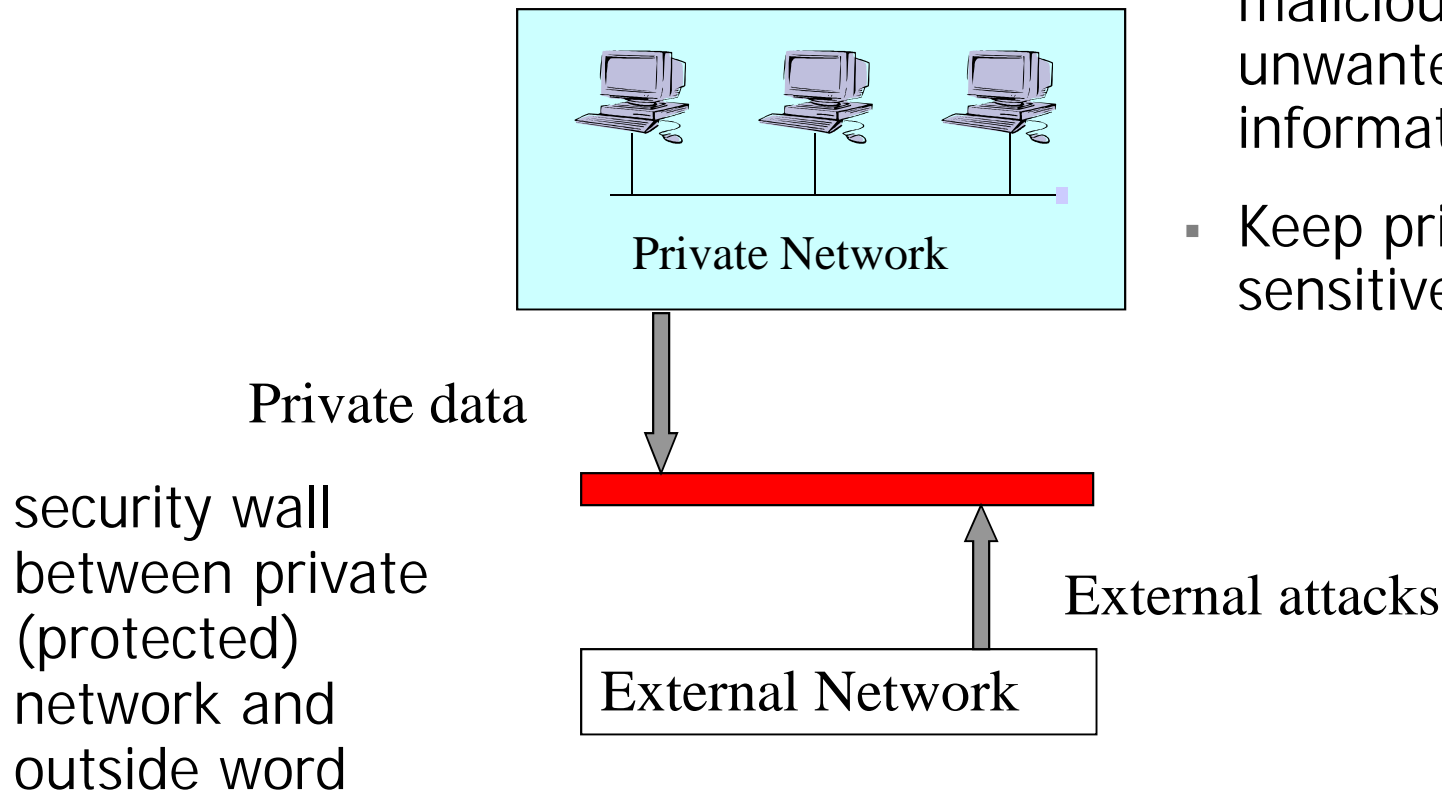 unwante
informat
▪ Keep pri
sensitive
Private Network
Private data
security wall
between private
(protected)
network and
outside word
External attacks
External Network